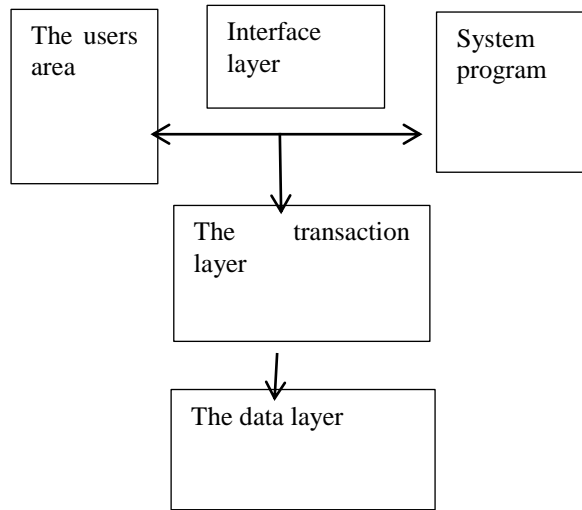 The users
area
Interface
layer
System
program
The transaction
layer
The data layer